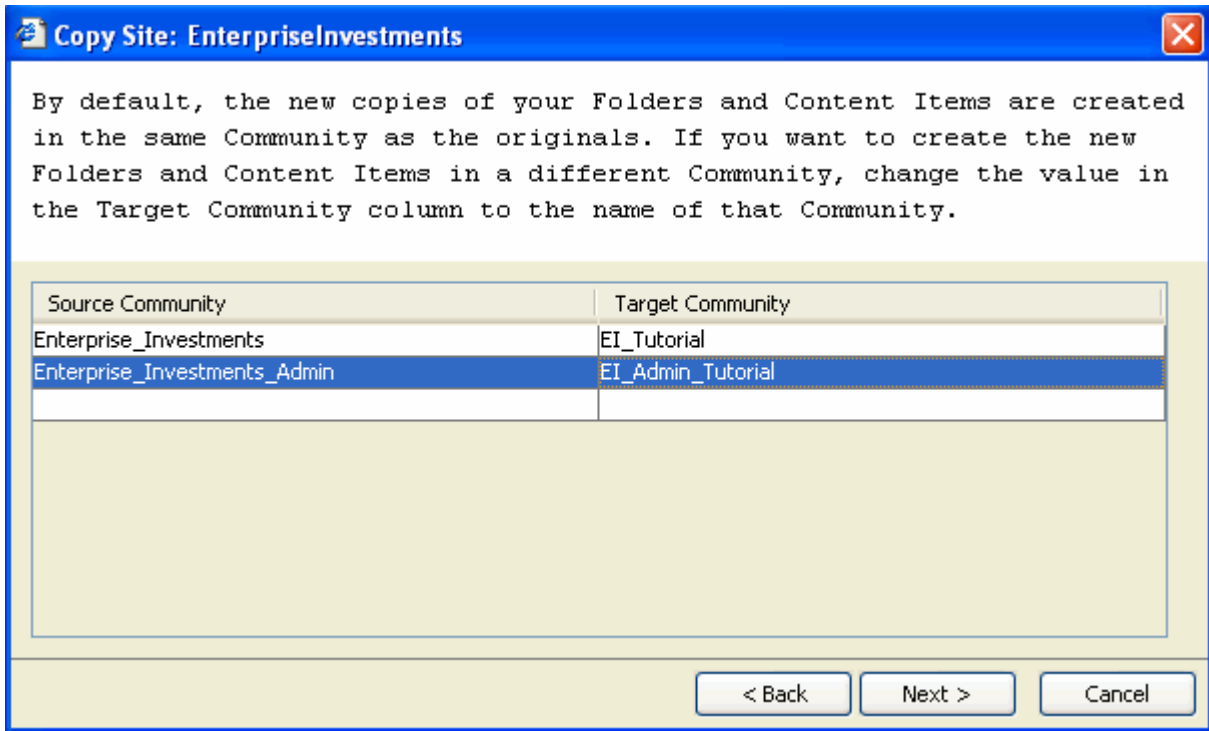 Copy Site: EnterpriseInvestments
By default, the new copies of your Folders and Content Items are created
in the same Community as the originals. If you want to create the new
Folders and Content Items in a different Community, change the value in
the Target Community column to the name of that Community.
Source Community Target Community
Enterprise_Investments EI_Tutorial
Enterprise_Investments_Admin EI_Admin_Tutorial
< Back Next > Cancel